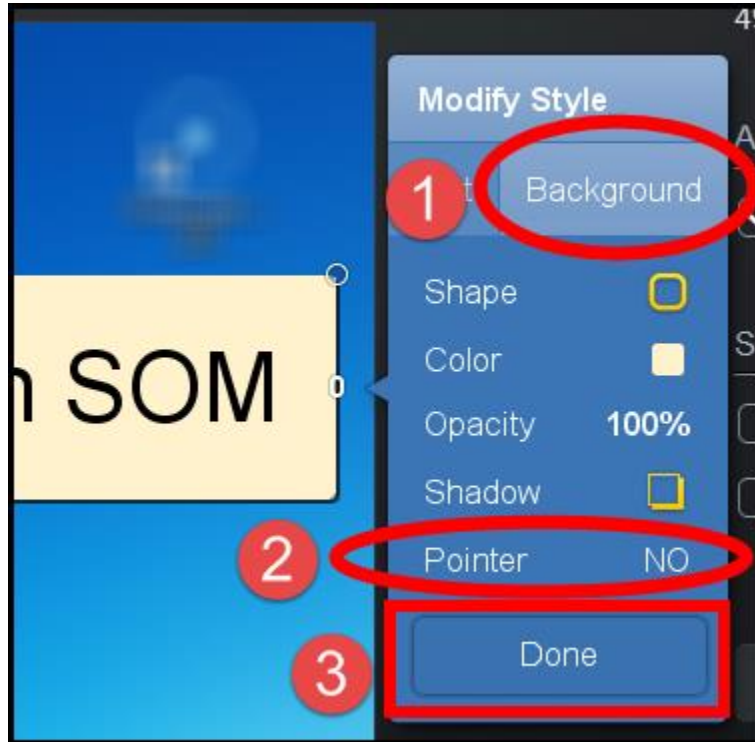 Modify Style
1
t
Background
Shape
Color
SOM
Opacity 100%
Shadow
2
Pointer NO
3
Done